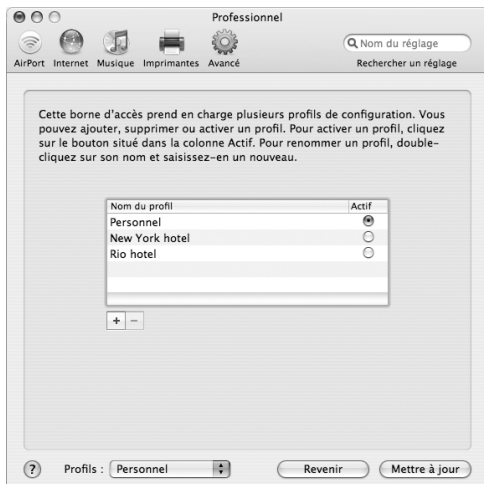 Professionnel
Nom du réglage
AirPort Internet Musique Imprimantes Avancé
Rechercher un réglage
Cette borne d'accès prend en charge plusieurs profils de configuration. Vous
pouvez ajouter, supprimer ou activer un profil. Pour activer un profil, cliquez
sur le bouton situé dans la colonne Actif. Pour renommer un profil, double-
cliquez sur son nom et saisissez-en un nouveau.
Nom du profil Actif
Personnel
New York hotel
Rio hotel
+ −
? Profils : Personnel Revenir Mettre à jour